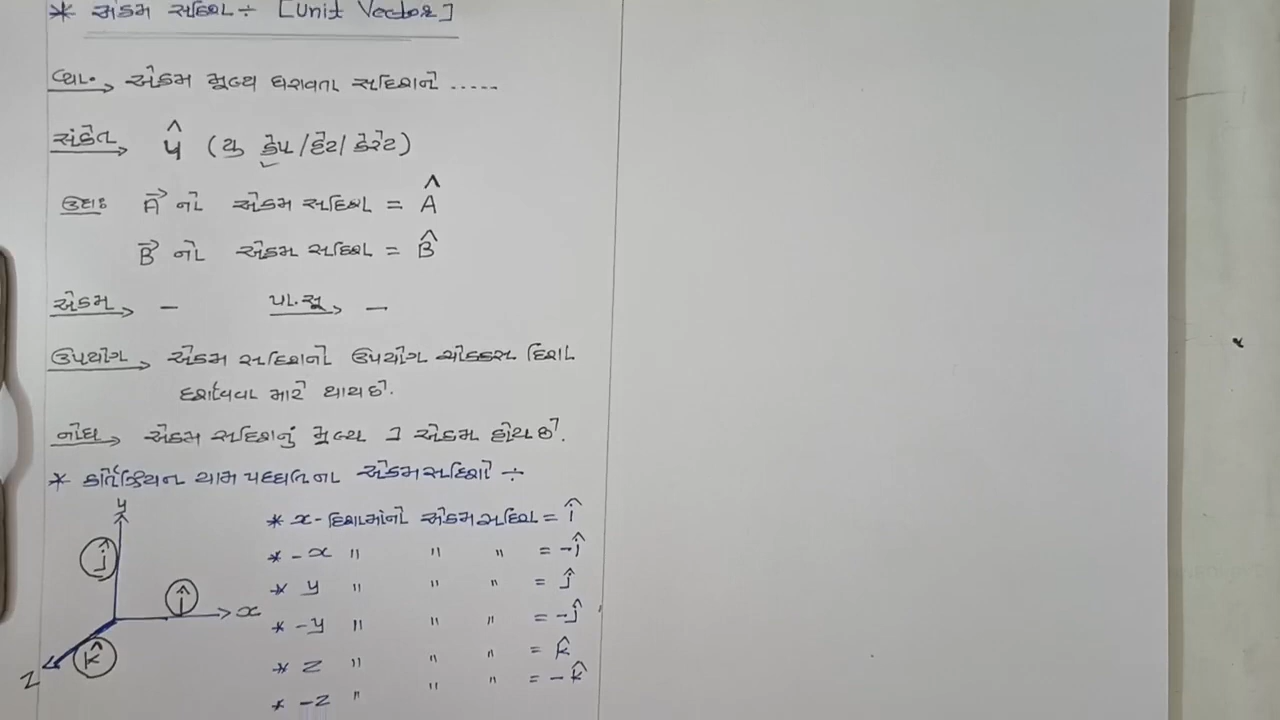 * એકમ સદિશ ÷ [Unit Vector]
વ્યા. → એકમ મૂલ્ય ધરાવતા સદિશને .....
સંકેત → û (યુ કેપ/હેટ/કેરેટ)
ઉદાઃ A⃗ નો એકમ સદિશ = Â
B⃗ નો એકમ સદિશ = B̂
એકમ → – પા.સૂ → –
ઉપયોગ → એકમ સદિશનો ઉપયોગ ચોક્કસ દિશા
દર્શાવવા માટે થાય છે.
નોંધ → એકમ સદિશનું મૂલ્ય 1 એકમ હોય છે.
* કાર્તેઝિયન યામ પદ્ધતિના એકમ સદિશો ÷
y
ĵ
î
x
k̂
z
* x-દિશામાંનો એકમ સદિશ = î
* -x " " " = -î
* y " " " = ĵ
* -y " " " = -ĵ
* z " " " = k̂
* -z " " " = -k̂